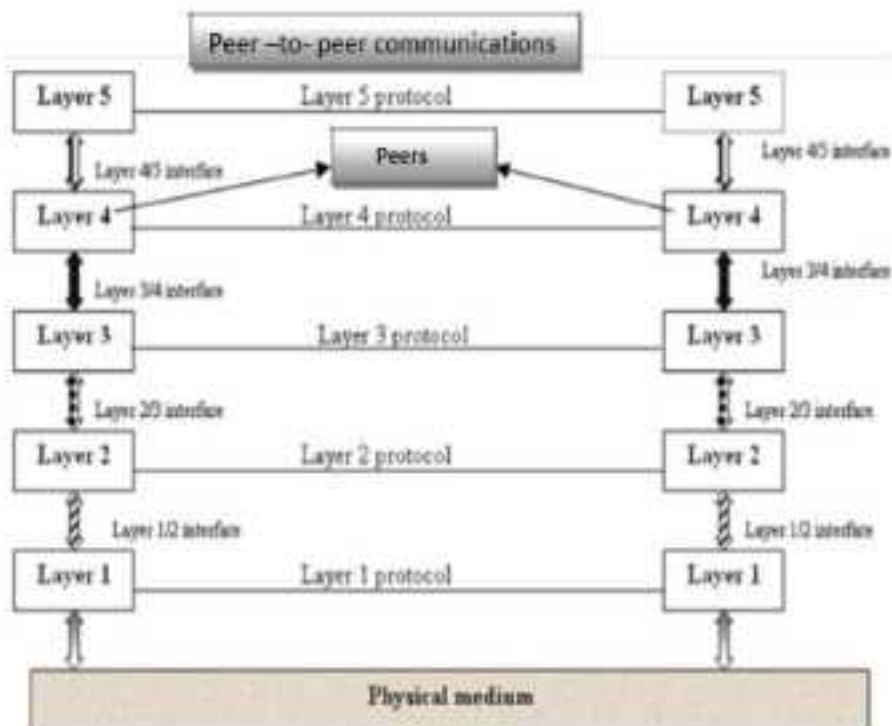 Peer –to- peer communications
Layer 5
Layer 5 protocol
Layer 5
Layer 4/5 interface
Peers
Layer 4/5 interface
Layer 4
Layer 4 protocol
Layer 4
Layer 3/4 interface
Layer 3/4 interface
Layer 3
Layer 3 protocol
Layer 3
Layer 2/3 interface
Layer 2/3 interface
Layer 2
Layer 2 protocol
Layer 2
Layer 1/2 interface
Layer 1/2 interface
Layer 1
Layer 1 protocol
Layer 1
Physical medium